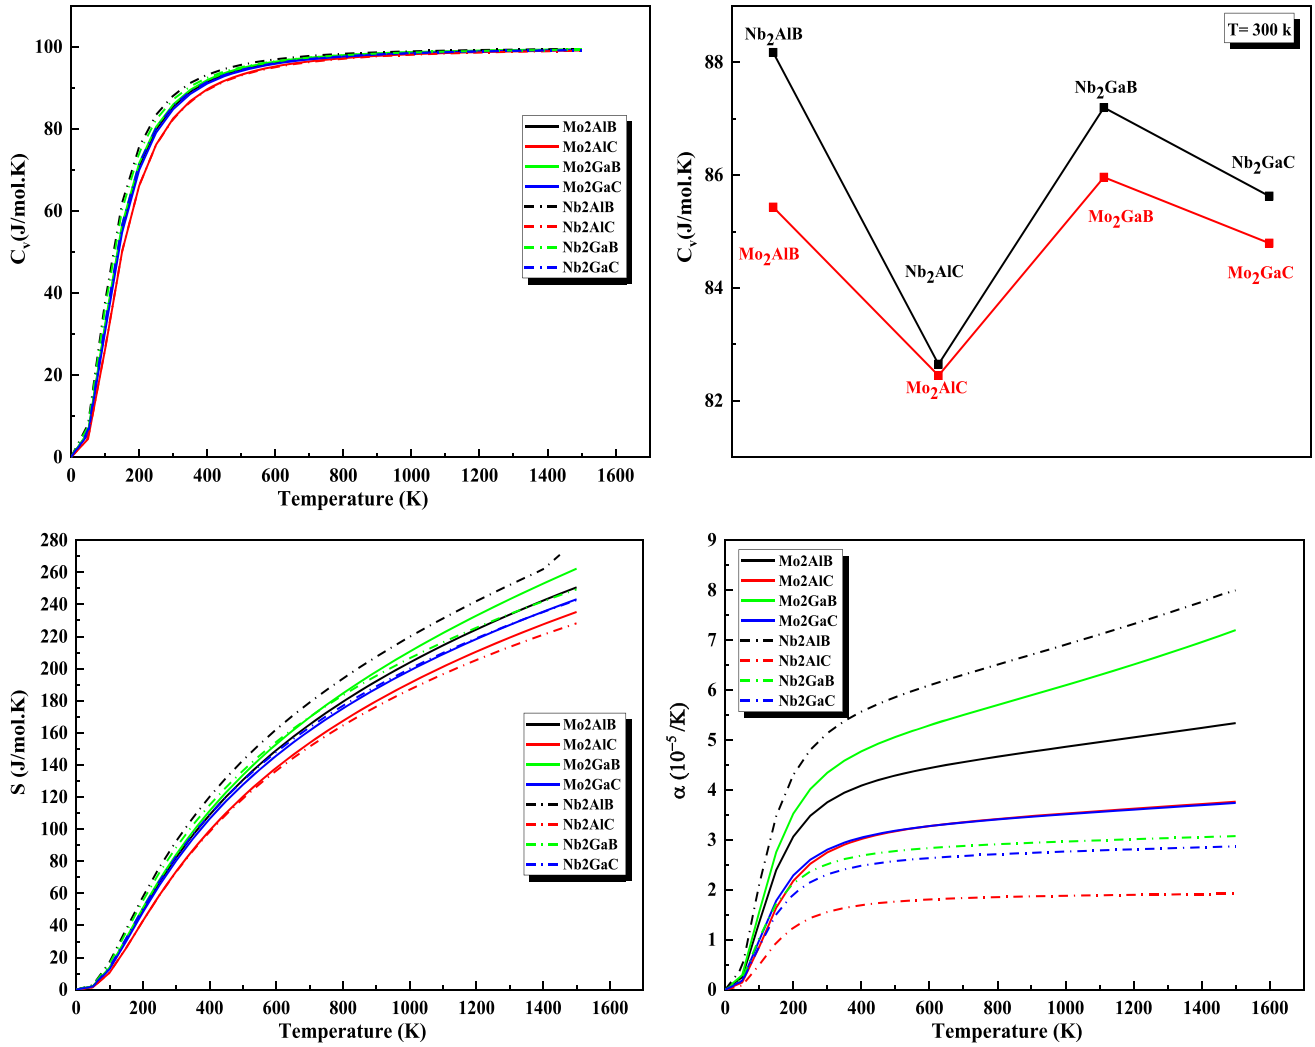 100
80
60
40
20
0
C_v(J/mol.K)
0 200 400 600 800 1000 1200 1400 1600
Temperature (K)
Mo2AlB
Mo2AlC
Mo2GaB
Mo2GaC
Nb2AlB
Nb2AlC
Nb2GaB
Nb2GaC
T= 300 k
88
86
84
82
C_v(J/mol.K)
Nb₂AlB
Nb₂AlC
Nb₂GaB
Nb₂GaC
Mo₂AlB
Mo₂AlC
Mo₂GaB
Mo₂GaC
280
260
240
220
200
180
160
140
120
100
80
60
40
20
0
S (J/mol.K)
0 200 400 600 800 1000 1200 1400 1600
Temperature (K)
Mo2AlB
Mo2AlC
Mo2GaB
Mo2GaC
Nb2AlB
Nb2AlC
Nb2GaB
Nb2GaC
9
8
7
6
5
4
3
2
1
0
α (10⁻⁵ /K)
0 200 400 600 800 1000 1200 1400 1600
Temperature (K)
Mo2AlB
Mo2AlC
Mo2GaB
Mo2GaC
Nb2AlB
Nb2AlC
Nb2GaB
Nb2GaC